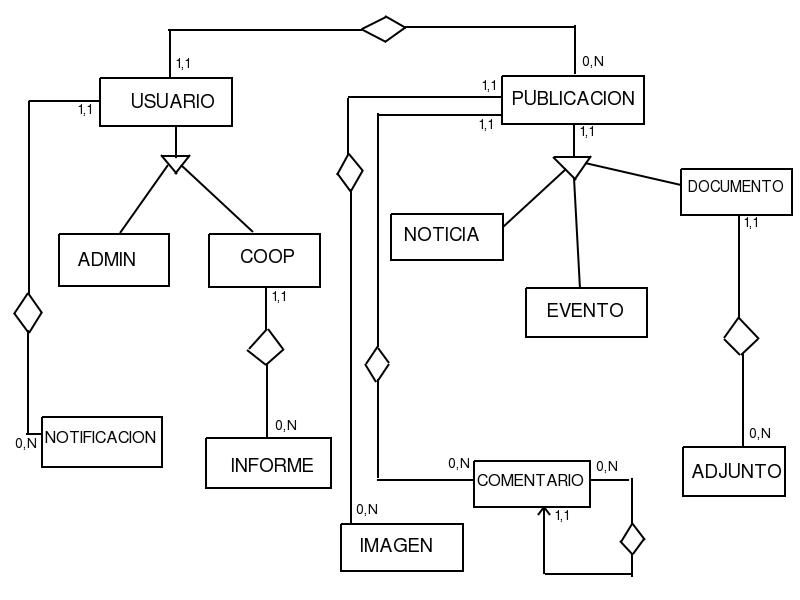 1,1
0,N
USUARIO
1,1
1,1
PUBLICACION
1,1
1,1
DOCUMENTO
1,1
NOTICIA
ADMIN
COOP
1,1
EVENTO
0,N
NOTIFICACION
0,N
INFORME
0,N
COMENTARIO
0,N
0,N
ADJUNTO
0,N
1,1
IMAGEN